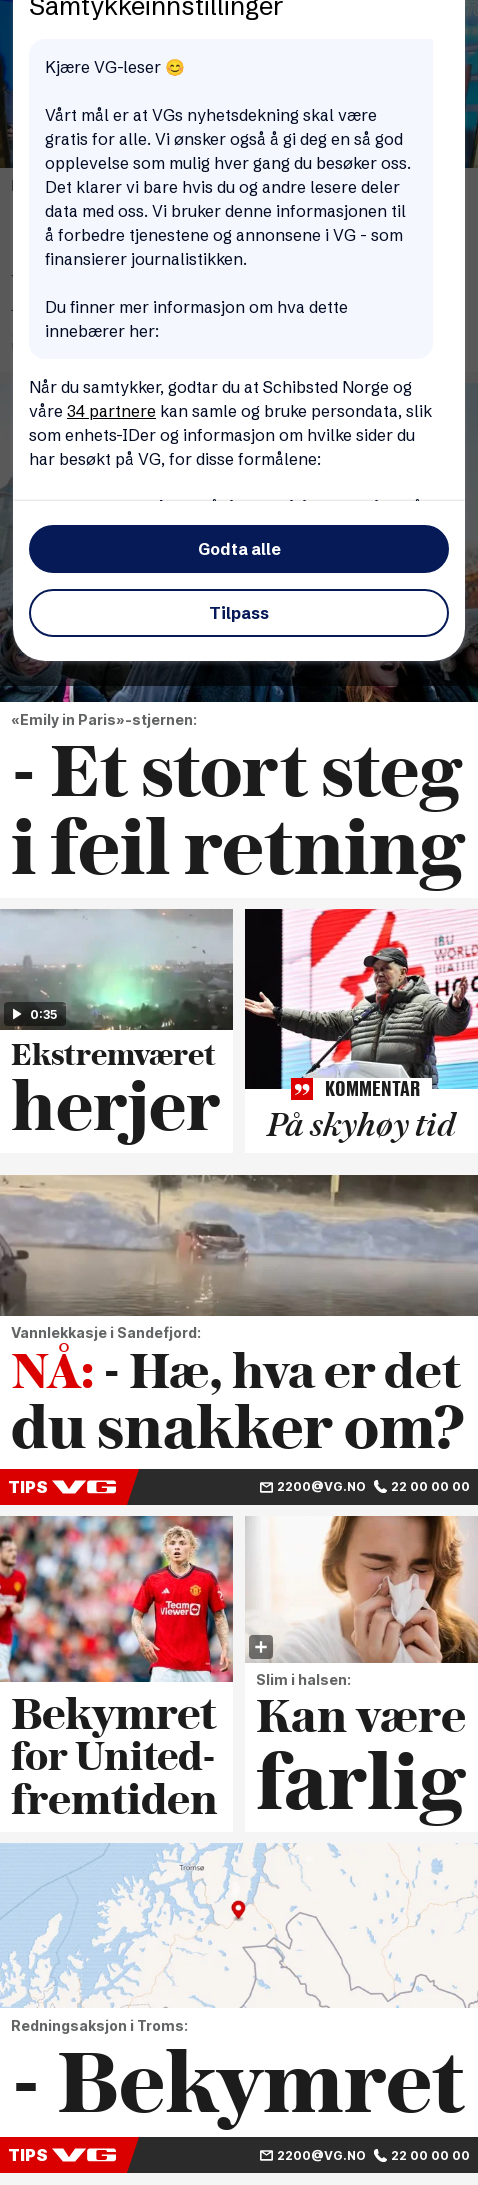 Samtykkeinnstillinger
Kjære VG-leser 😊
Vårt mål er at VGs nyhetsdekning skal være
gratis for alle. Vi ønsker også å gi deg en så god
opplevelse som mulig hver gang du besøker oss.
Det klarer vi bare hvis du og andre lesere deler
data med oss. Vi bruker denne informasjonen til
å forbedre tjenestene og annonsene i VG - som
finansierer journalistikken.
Du finner mer informasjon om hva dette
innebærer her:
Når du samtykker, godtar du at Schibsted Norge og
våre 34 partnere kan samle og bruke persondata, slik
som enhets-IDer og informasjon om hvilke sider du
har besøkt på VG, for disse formålene:
Godta alle
Tilpass
«Emily in Paris»-stjernen:
- Et stort steg
i feil retning
0:35
Ekstremværet
herjer
KOMMENTAR
På skyhøy tid
Vannlekkasje i Sandefjord:
NÅ: - Hæ, hva er det
du snakker om?
TIPS VG 2200@VG.NO 22 00 00 00
TeamViewer
Bekymret
for United-
fremtiden
Slim i halsen:
Kan være
farlig
Tromsø
Redningsaksjon i Troms:
- Bekymret
TIPS VG 2200@VG.NO 22 00 00 00